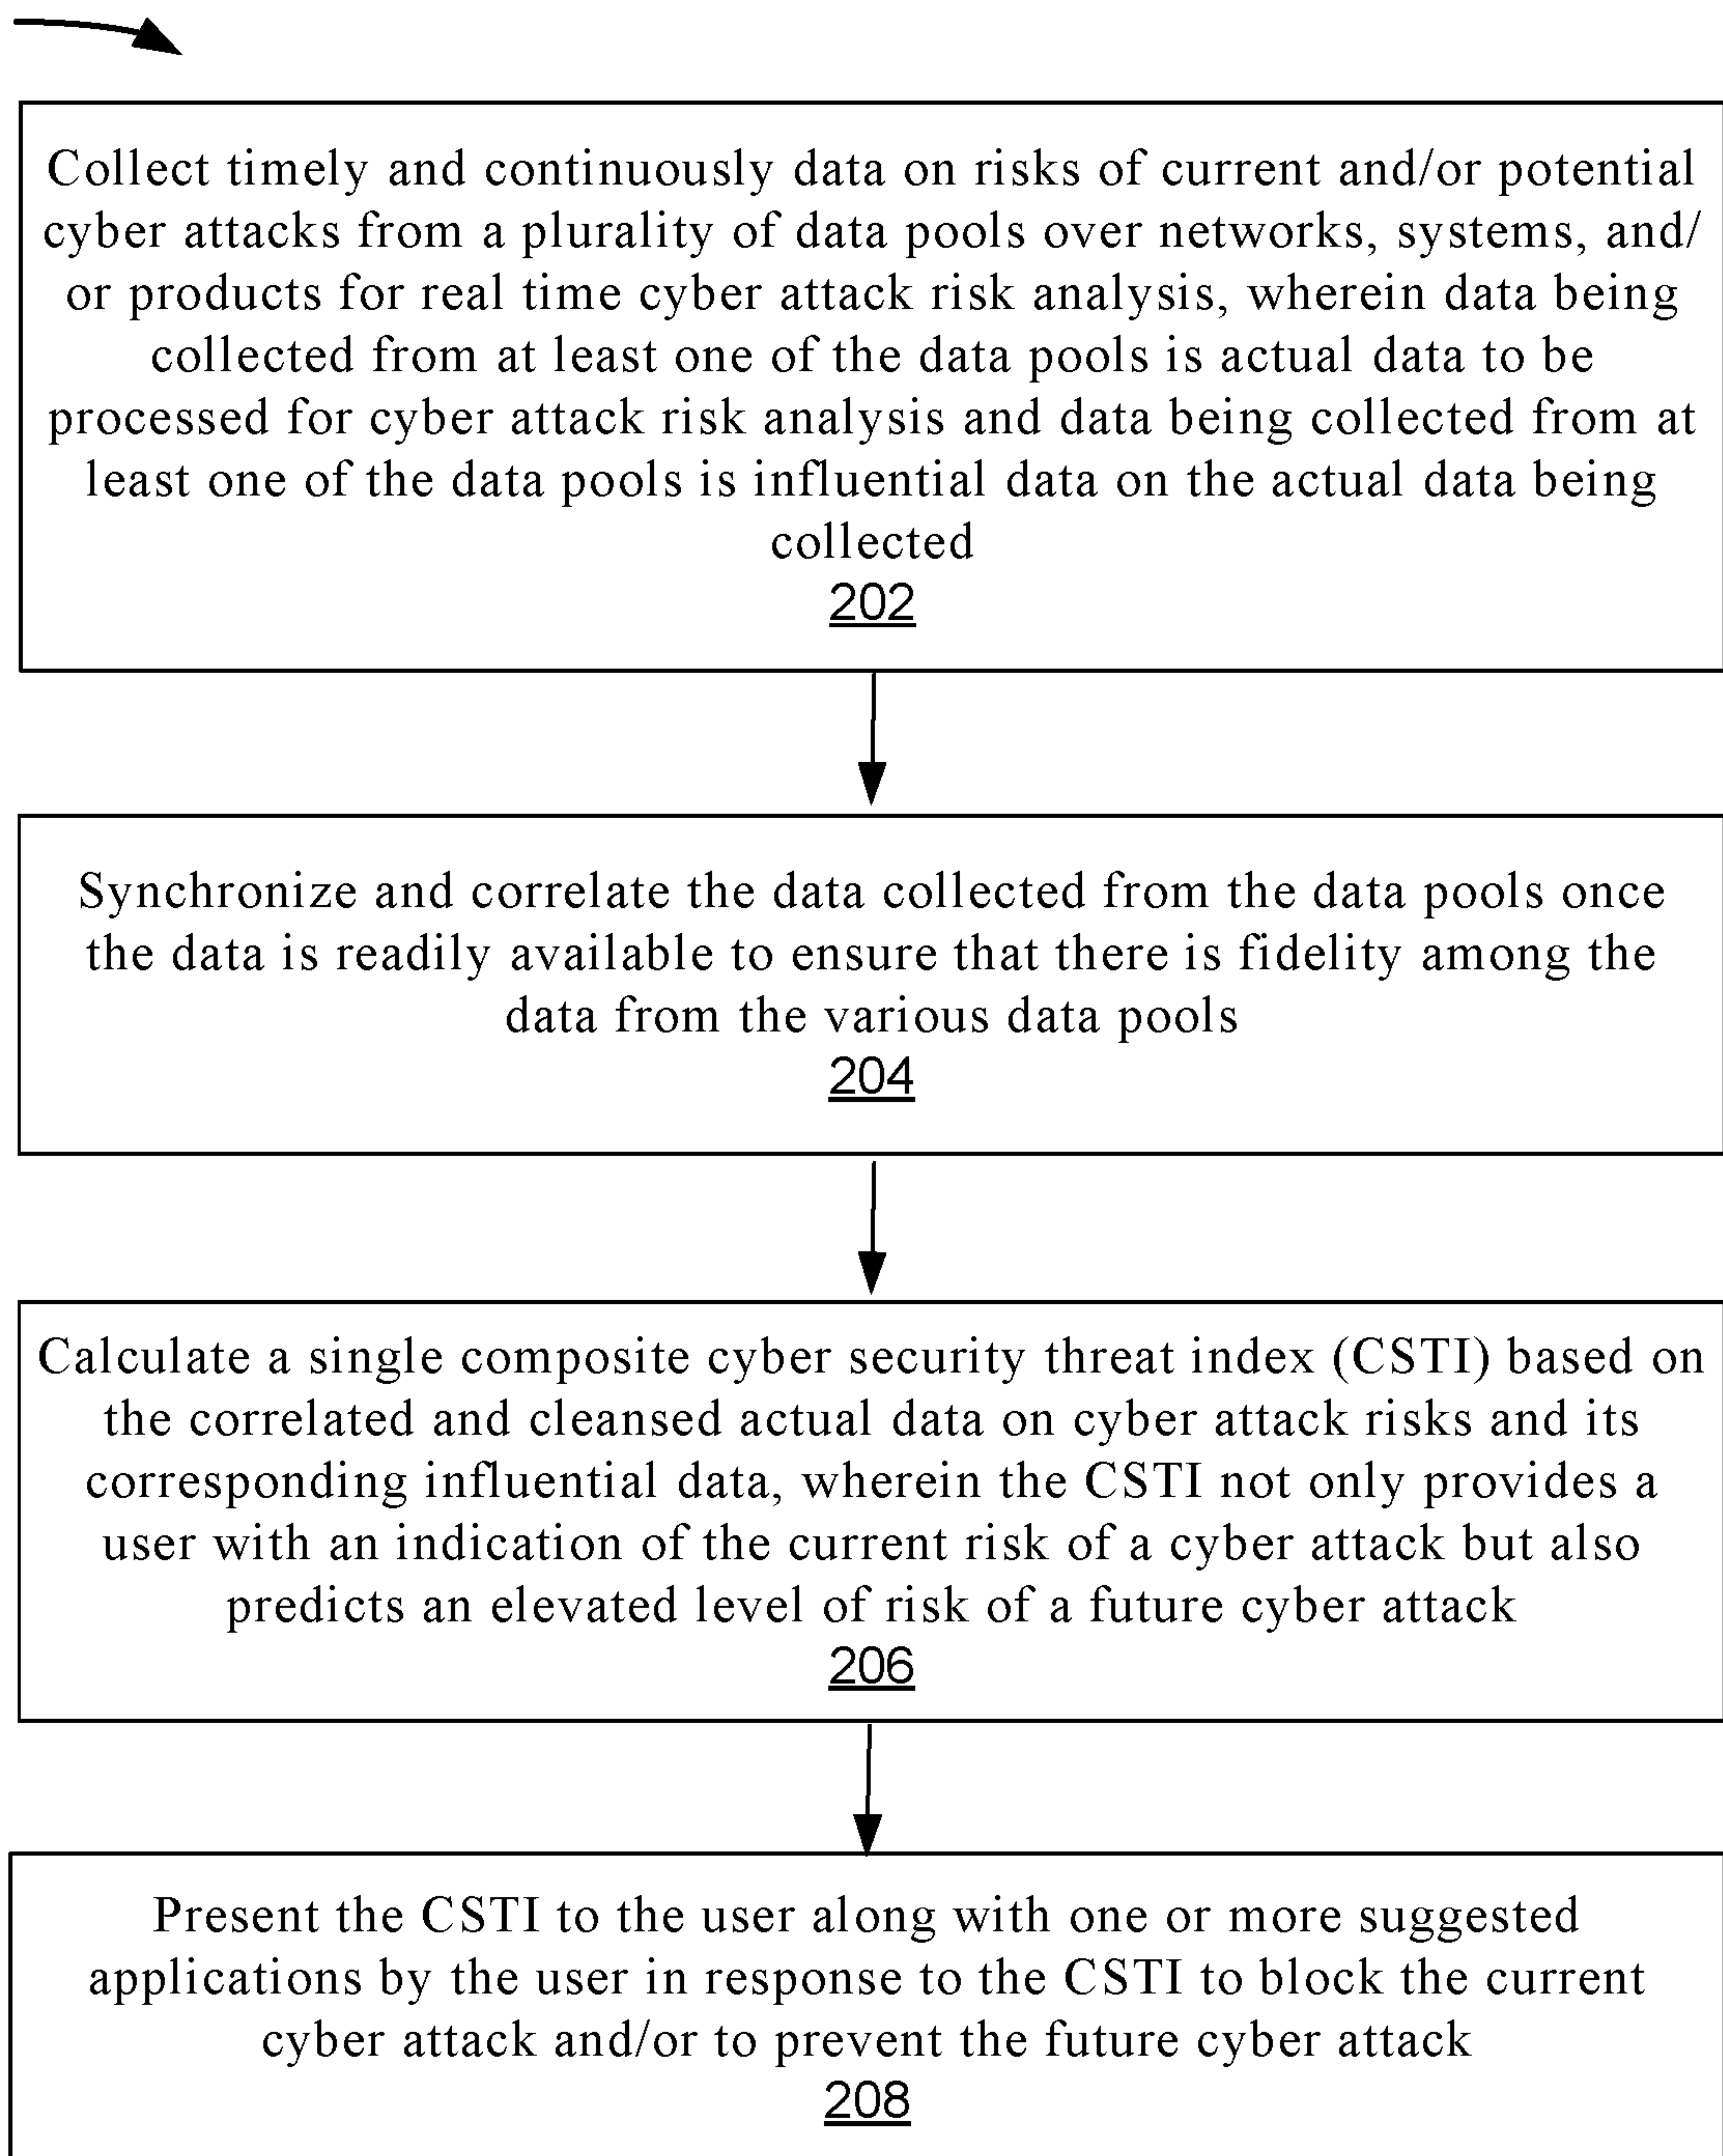 Collect timely and continuously data on risks of current and/or potential
cyber attacks from a plurality of data pools over networks, systems, and/
or products for real time cyber attack risk analysis, wherein data being
collected from at least one of the data pools is actual data to be
processed for cyber attack risk analysis and data being collected from at
least one of the data pools is influential data on the actual data being
collected
202
Synchronize and correlate the data collected from the data pools once
the data is readily available to ensure that there is fidelity among the
data from the various data pools
204
Calculate a single composite cyber security threat index (CSTI) based on
the correlated and cleansed actual data on cyber attack risks and its
corresponding influential data, wherein the CSTI not only provides a
user with an indication of the current risk of a cyber attack but also
predicts an elevated level of risk of a future cyber attack
206
Present the CSTI to the user along with one or more suggested
applications by the user in response to the CSTI to block the current
cyber attack and/or to prevent the future cyber attack
208